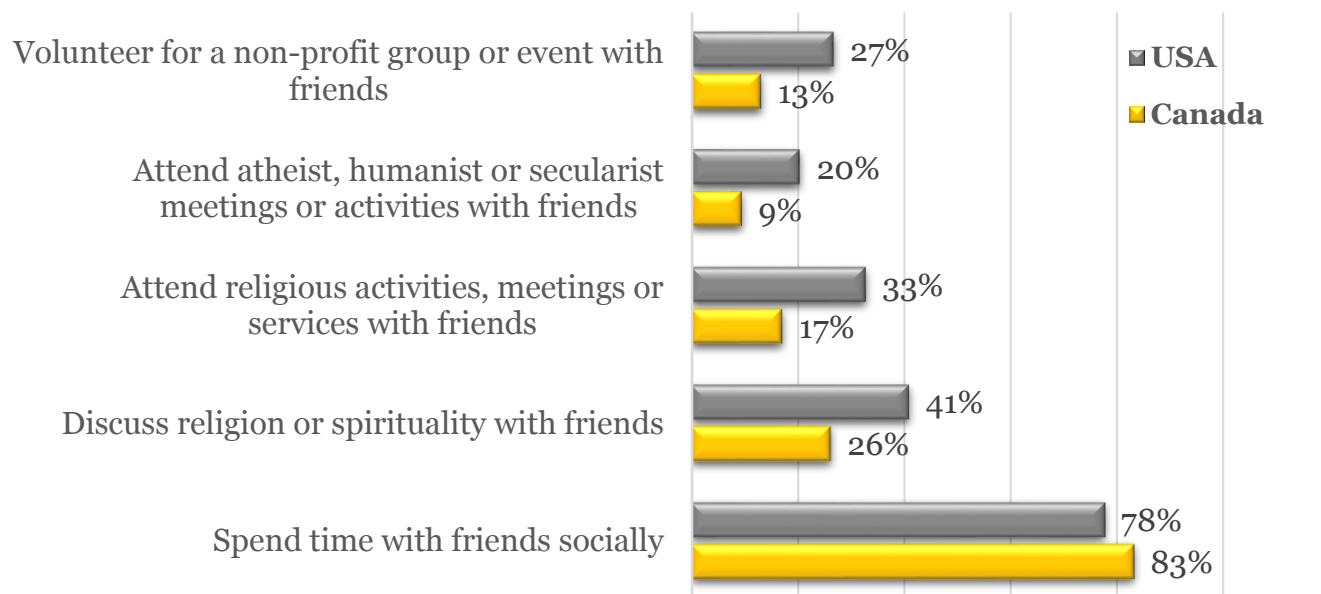 Volunteer for a non-profit group or event with
friends
27%
13%
USA
Canada
Attend atheist, humanist or secularist
meetings or activities with friends
20%
9%
Attend religious activities, meetings or
services with friends
33%
17%
Discuss religion or spirituality with friends
41%
26%
Spend time with friends socially
78%
83%